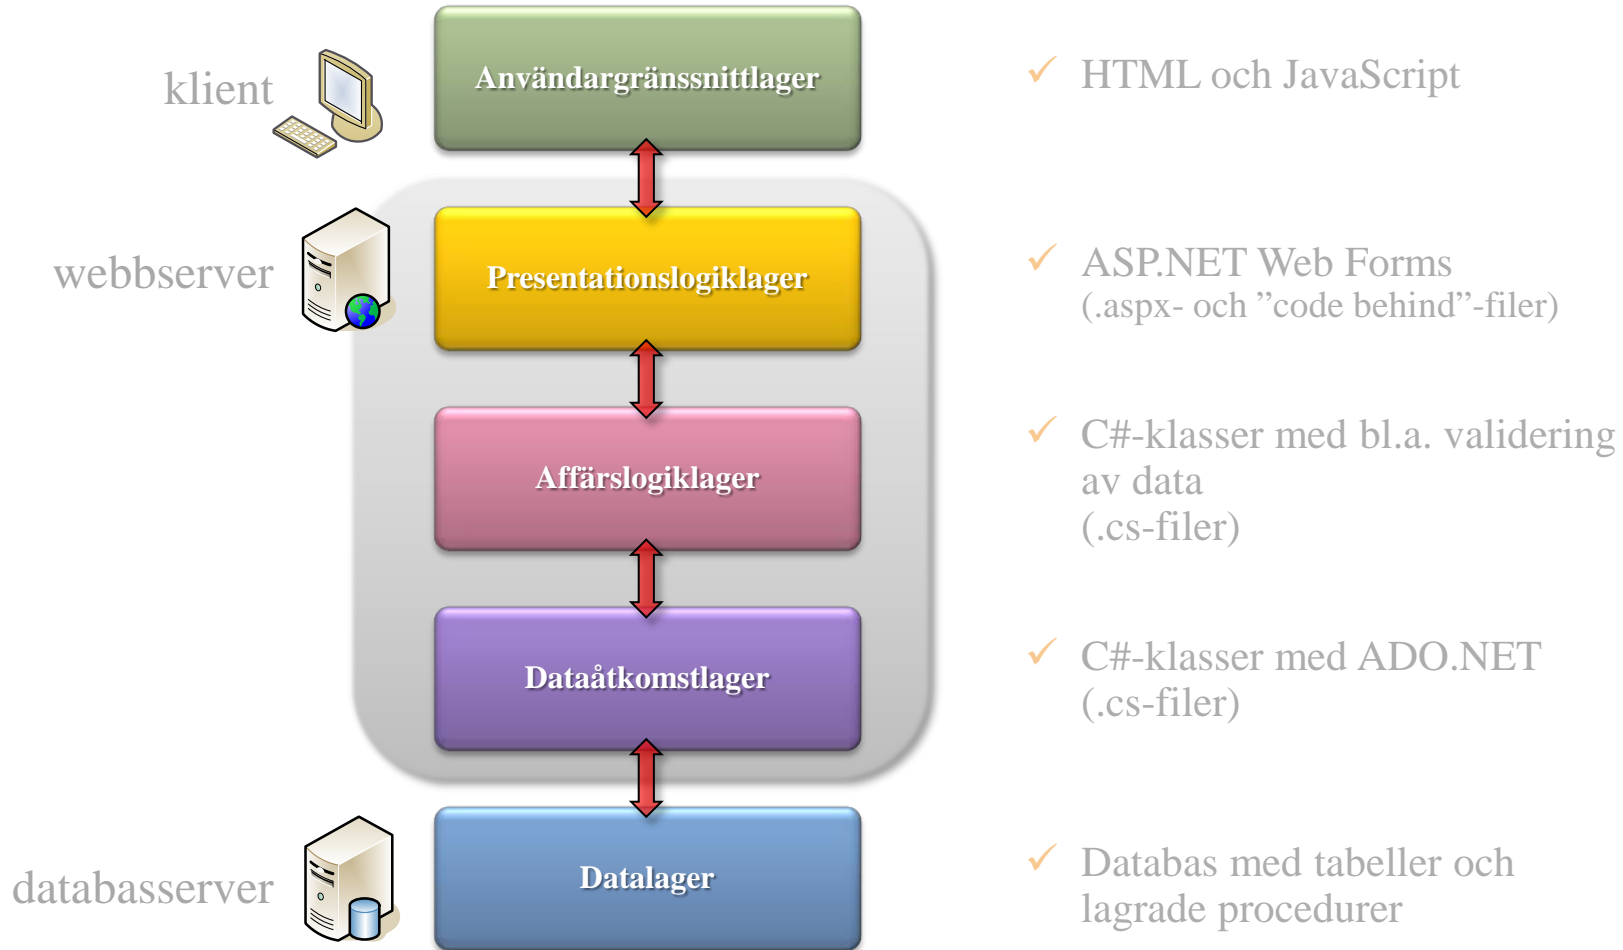 klient
Användargränssnittlager
HTML och JavaScript
webbserver
Presentationslogiklager
ASP.NET Web Forms
(.aspx- och ”code behind”-filer)
Affärslogiklager
C#-klasser med bl.a. validering
av data
(.cs-filer)
Dataåtkomstlager
C#-klasser med ADO.NET
(.cs-filer)
databasserver
Datalager
Databas med tabeller och
lagrade procedurer